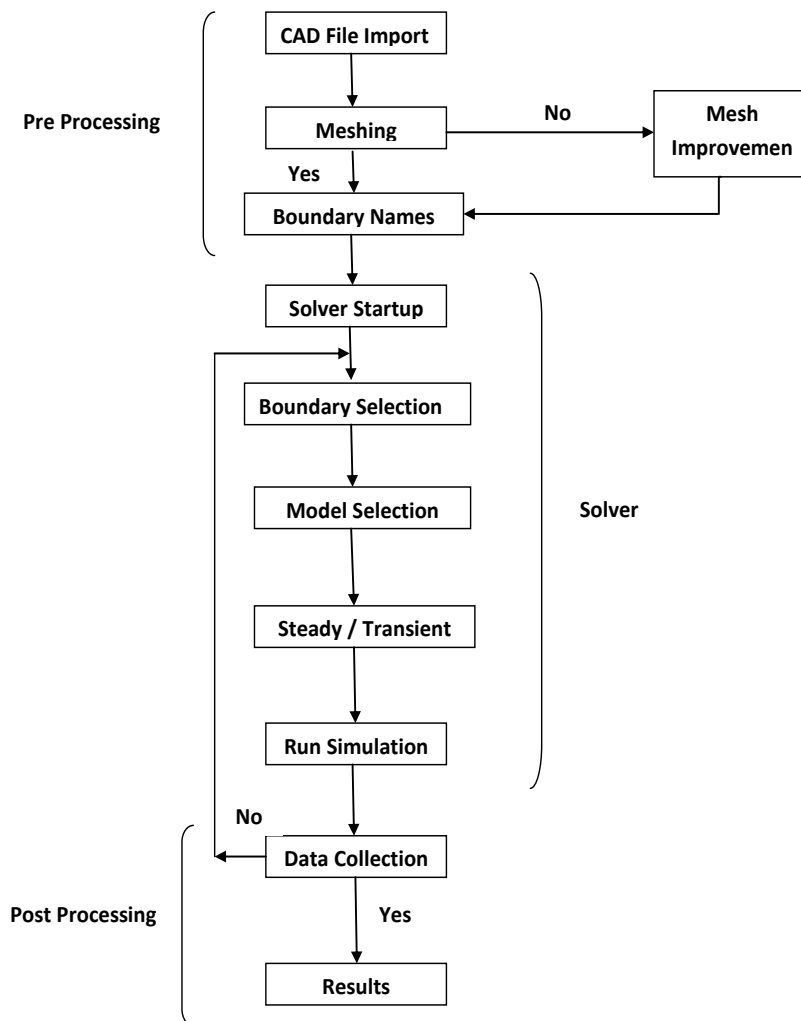 CAD File Import
Pre Processing
Meshing
No
Mesh
Improvemen
Yes
Boundary Names
Solver Startup
Boundary Selection
Model Selection
Solver
Steady / Transient
Run Simulation
No
Data Collection
Post Processing
Yes
Results